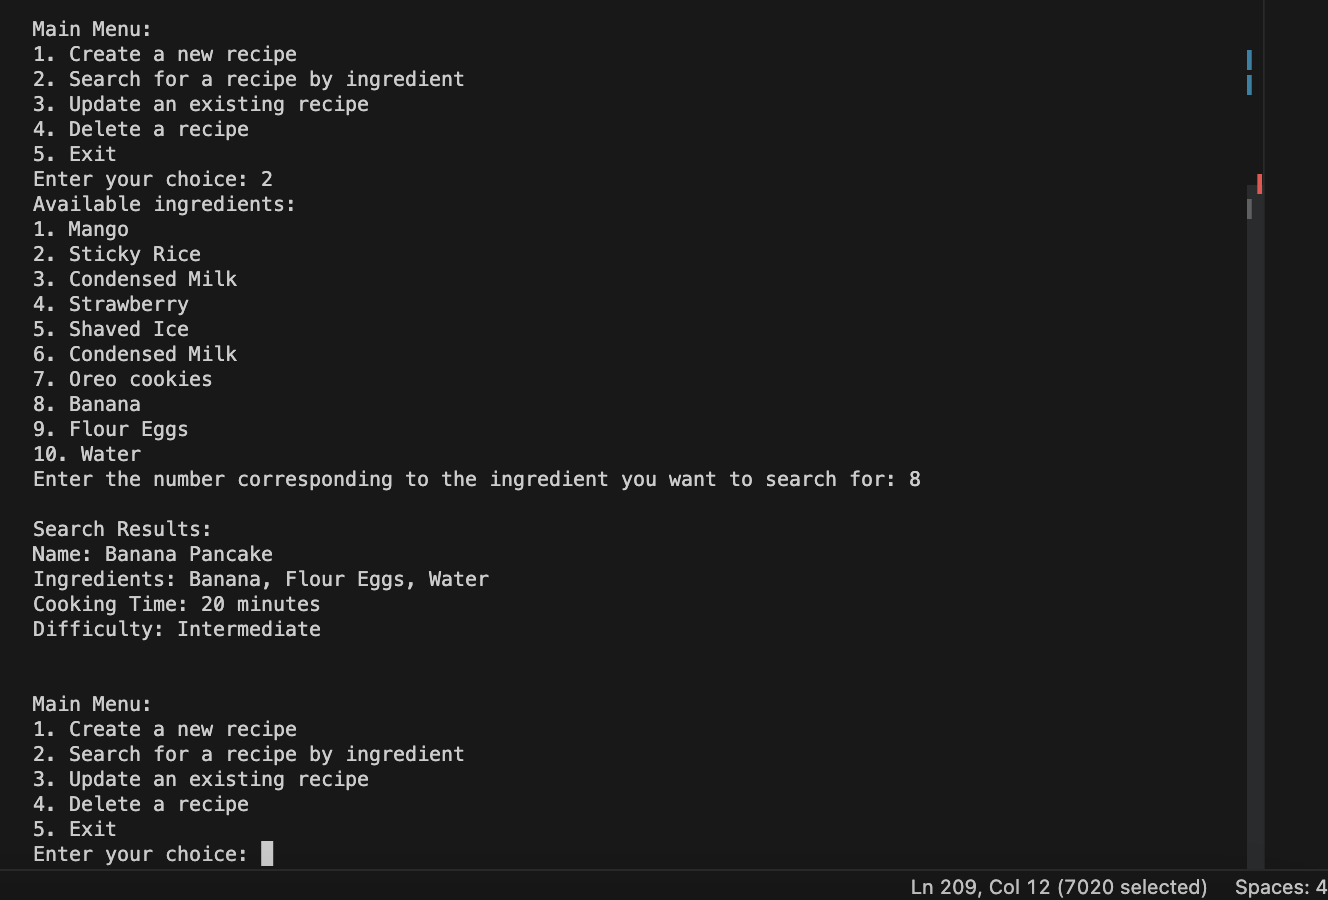 Main Menu:
1. Create a new recipe
2. Search for a recipe by ingredient
3. Update an existing recipe
4. Delete a recipe
5. Exit
Enter your choice: 2
Available ingredients:
1. Mango
2. Sticky Rice
3. Condensed Milk
4. Strawberry
5. Shaved Ice
6. Condensed Milk
7. Oreo cookies
8. Banana
9. Flour Eggs
10. Water
Enter the number corresponding to the ingredient you want to search for: 8
Search Results:
Name: Banana Pancake
Ingredients: Banana, Flour Eggs, Water
Cooking Time: 20 minutes
Difficulty: Intermediate
Main Menu:
1. Create a new recipe
2. Search for a recipe by ingredient
3. Update an existing recipe
4. Delete a recipe
5. Exit
Enter your choice:
Ln 209, Col 12 (7020 selected) Spaces: 4